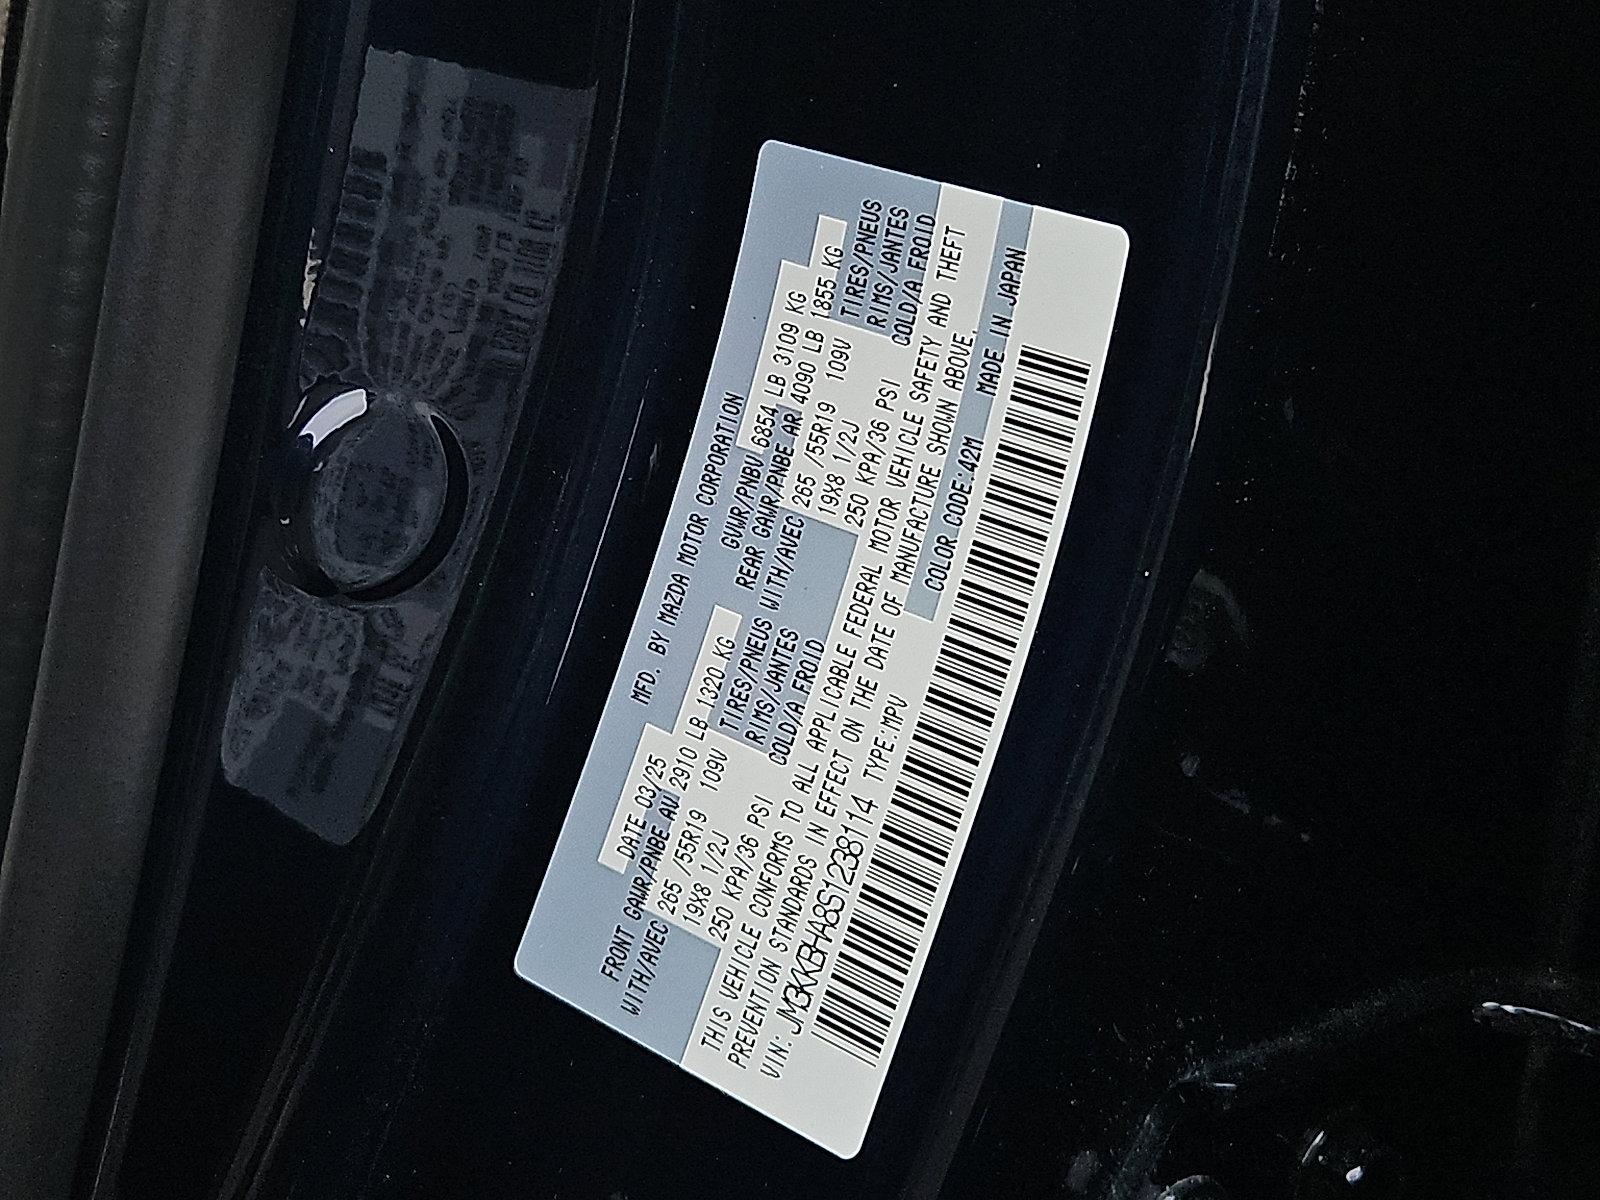 MFD. BY MAZDA MOTOR CORPORATION
DATE 03/25 GVWR/PNBV 6854 LB 3109 KG
FRONT GAWR/PNBE AV 2910 LB 1320 KG REAR GAWR/PNBE AR 4090 LB 1855 KG
WITH/AVEC 265 /55R19 109V TIRES/PNEUS WITH/AVEC 265 /55R19 109V TIRES/PNEUS
19X8 1/2J RIMS/JANTES 19X8 1/2J RIMS/JANTES
250 KPA/36 PSI COLD/A FROID 250 KPA/36 PSI COLD/A FROID
THIS VEHICLE CONFORMS TO ALL APPLICABLE FEDERAL MOTOR VEHICLE SAFETY AND THEFT
PREVENTION STANDARDS IN EFFECT ON THE DATE OF MANUFACTURE SHOWN ABOVE.
VIN: JM3KKBHA8S1238114 TYPE:MPV COLOR CODE:42M MADE IN JAPAN